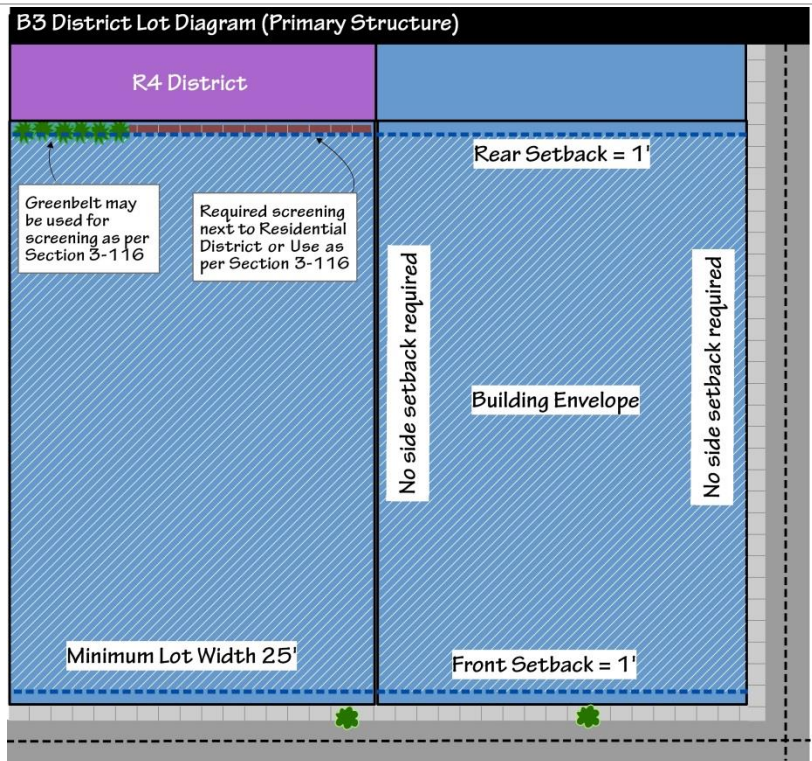 B3 District Lot Diagram (Primary Structure)
R4 District
Rear Setback = 1'
Greenbelt may
be used for
screening as per
Section 3-116
Required screening
next to Residential
District or Use as
per Section 3-116
No side setback required
Building Envelope
No side setback required
Minimum Lot Width 25'
Front Setback = 1'